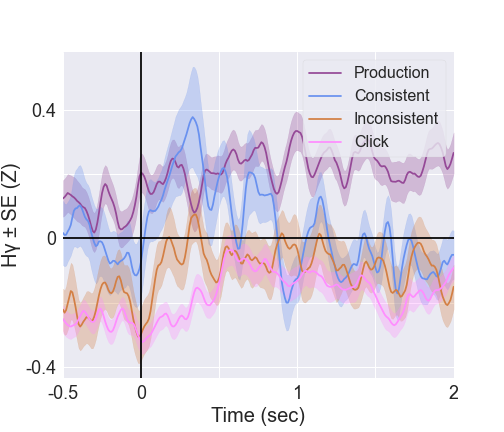 Production
Consistent
Inconsistent
Click
0.4
0
-0.4
Hγ ± SE (Z)
-0.5
0
1
2
Time (sec)